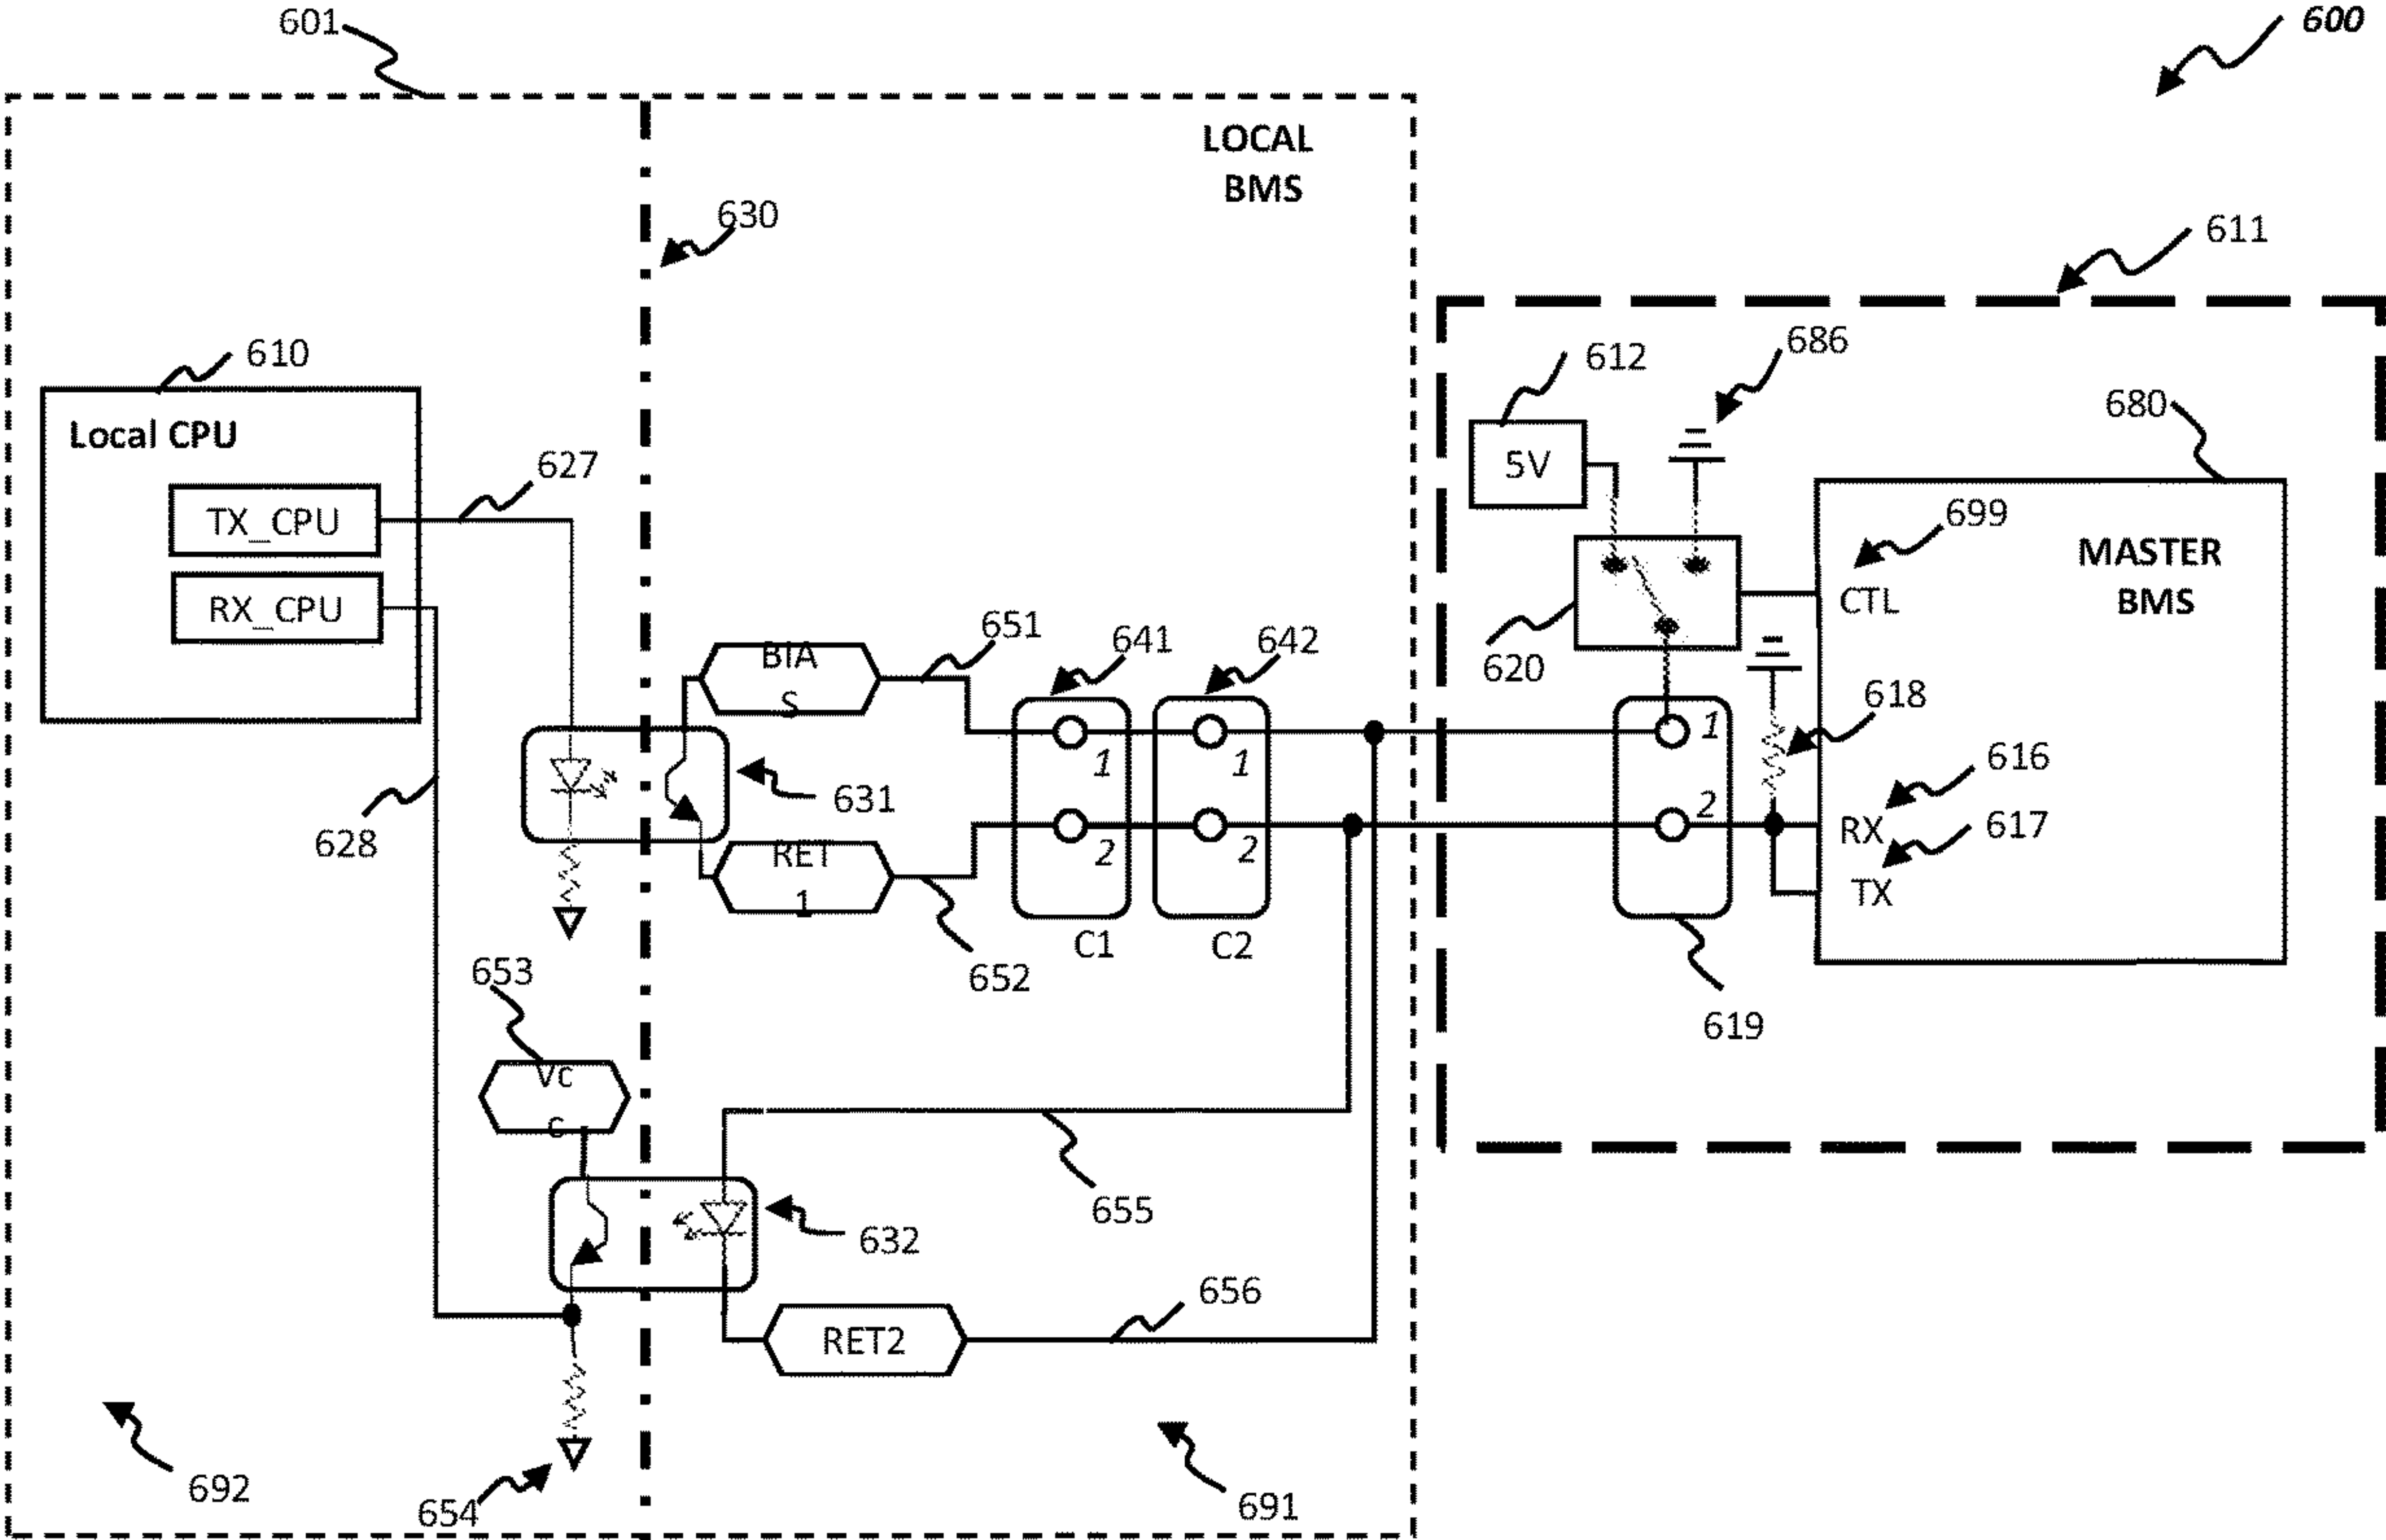 601
600
LOCAL
BMS
630
611
610
612
686
680
Local CPU
5V
627
699
TX_CPU
CTL
MASTER
BMS
RX_CPU
651
641
642
620
618
BIA
S
1
1
1
616
631
2
RX
617
628
RET
1
2
2
TX
C1
C2
653
652
619
Vc
c
655
632
656
RET2
692
654
691